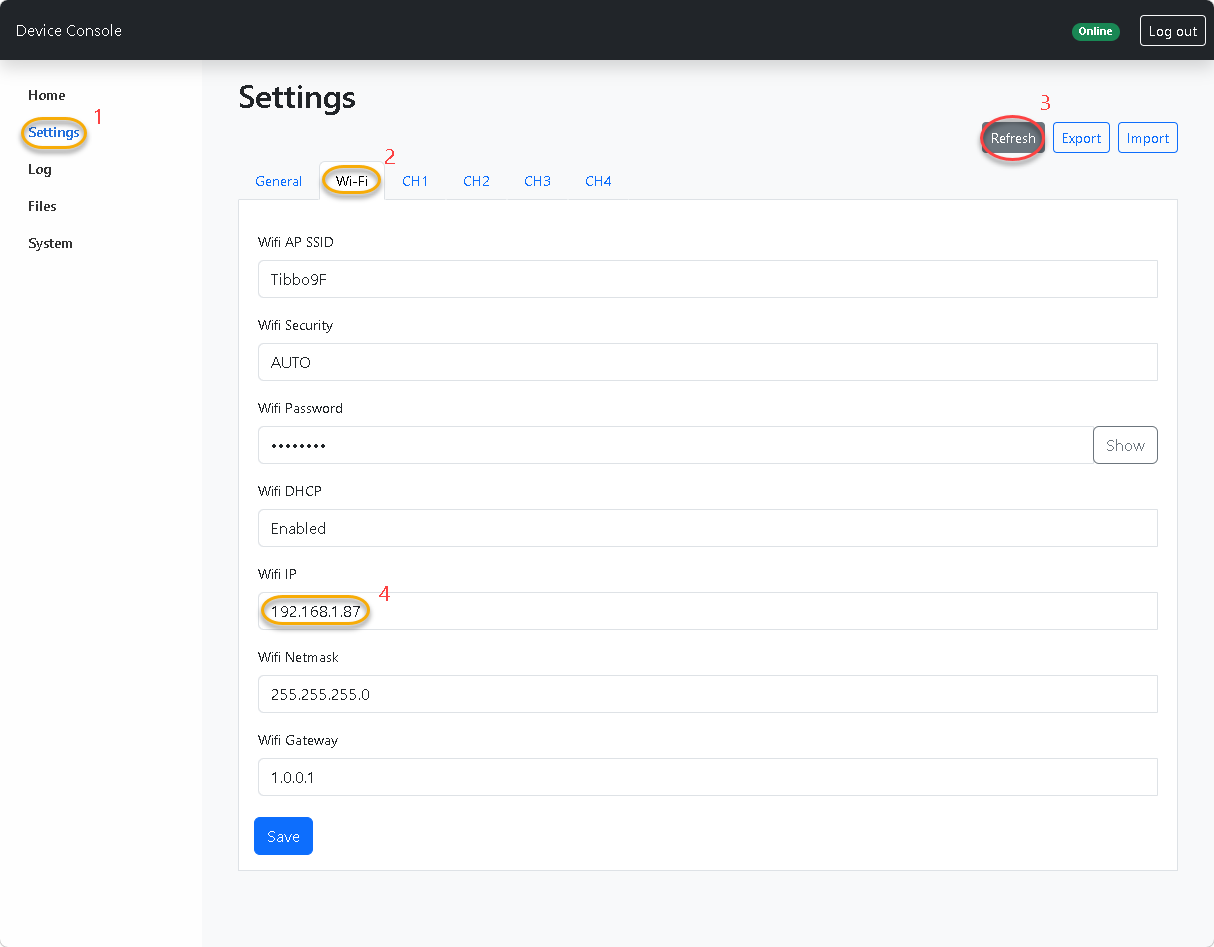 Device Console
Online
Log out
Home
Settings
1
Log
Files
System
Settings
3
Refresh
Export
Import
2
General
Wi-Fi
CH1
CH2
CH3
CH4
Wifi AP SSID
Tibbo9F
Wifi Security
AUTO
Wifi Password
••••••••
Show
Wifi DHCP
Enabled
Wifi IP
192.168.1.87
4
Wifi Netmask
255.255.255.0
Wifi Gateway
1.0.0.1
Save